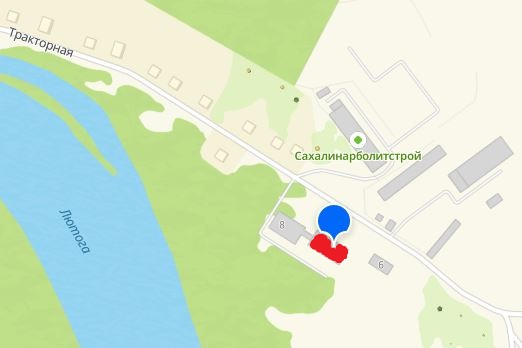 Тракторная
Сахалинарболитстрой
Лютога
8
6